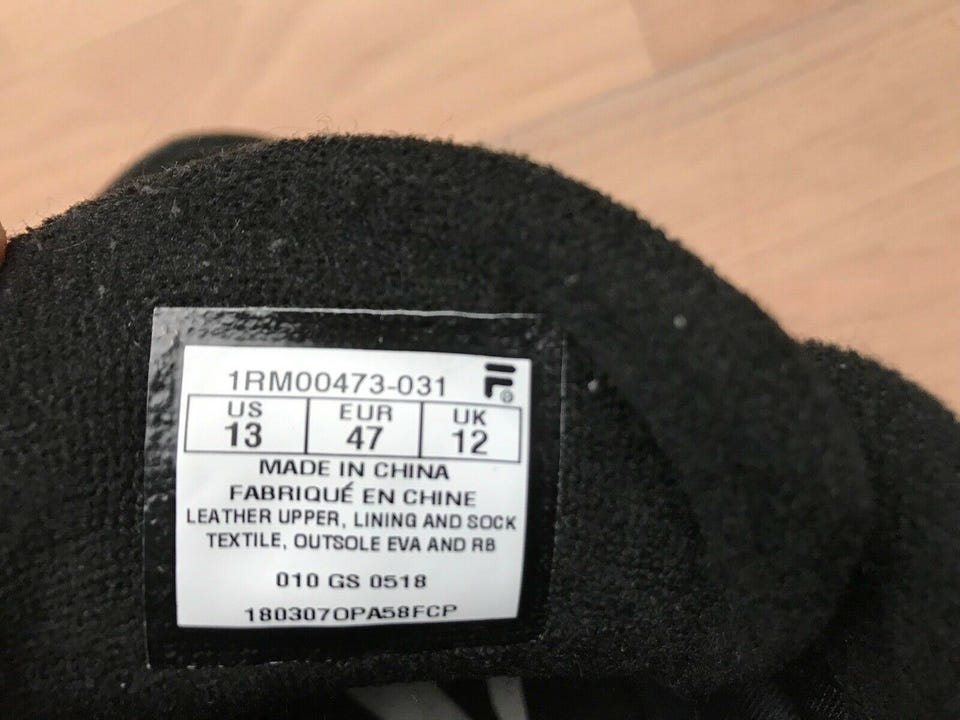 1RM00473-031
US EUR UK
13 47 12
MADE IN CHINA
FABRIQUÉ EN CHINE
LEATHER UPPER, LINING AND SOCK
TEXTILE, OUTSOLE EVA AND RB
010 GS 0518
180307OPA58FCP